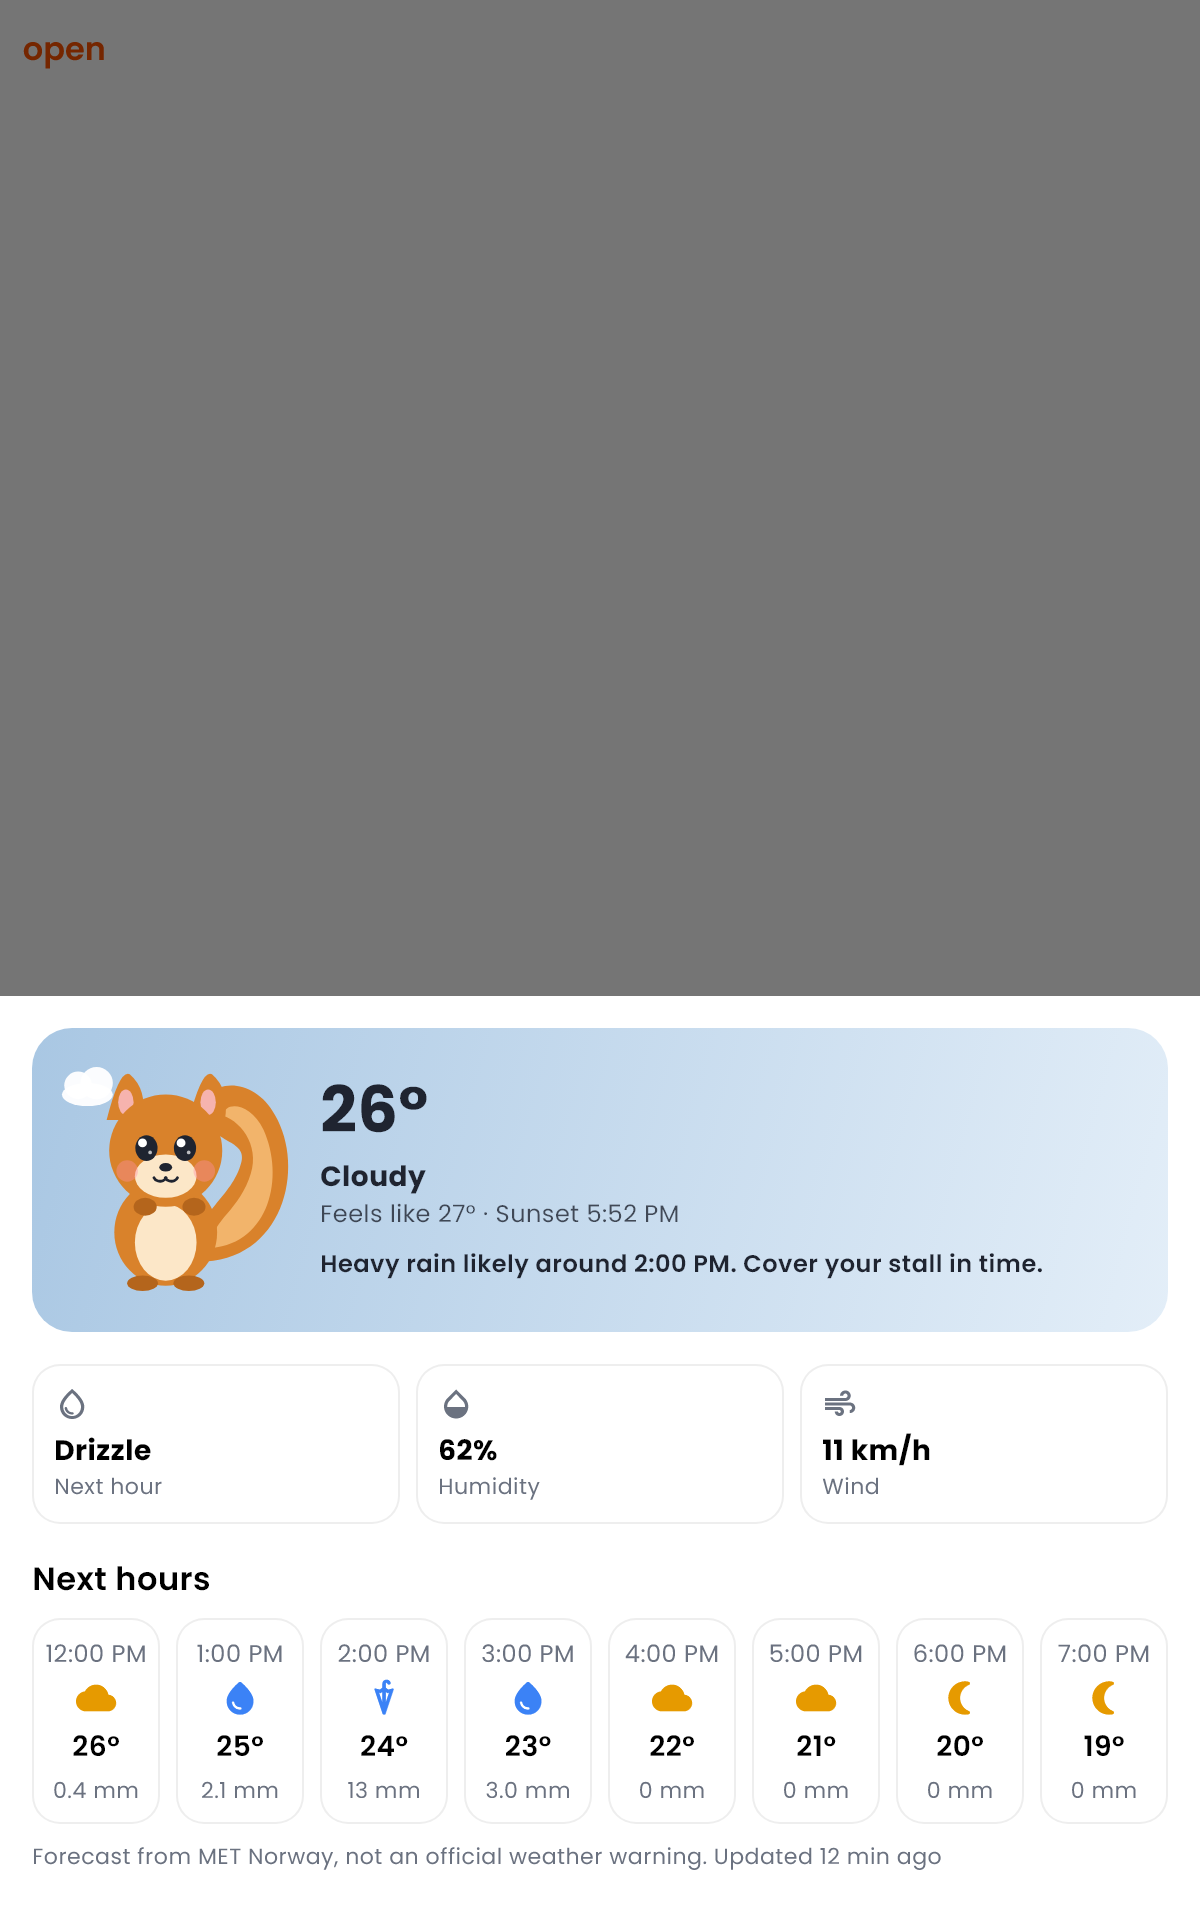 open
26°
Cloudy
Feels like 27° · Sunset 5:52 PM
Heavy rain likely around 2:00 PM. Cover your stall in time.
Drizzle
Next hour
62%
Humidity
11 km/h
Wind
Next hours
12:00 PM
26°
0.4 mm
1:00 PM
25°
2.1 mm
2:00 PM
24°
13 mm
3:00 PM
23°
3.0 mm
4:00 PM
22°
0 mm
5:00 PM
21°
0 mm
6:00 PM
20°
0 mm
7:00 PM
19°
0 mm
Forecast from MET Norway, not an official weather warning. Updated 12 min ago